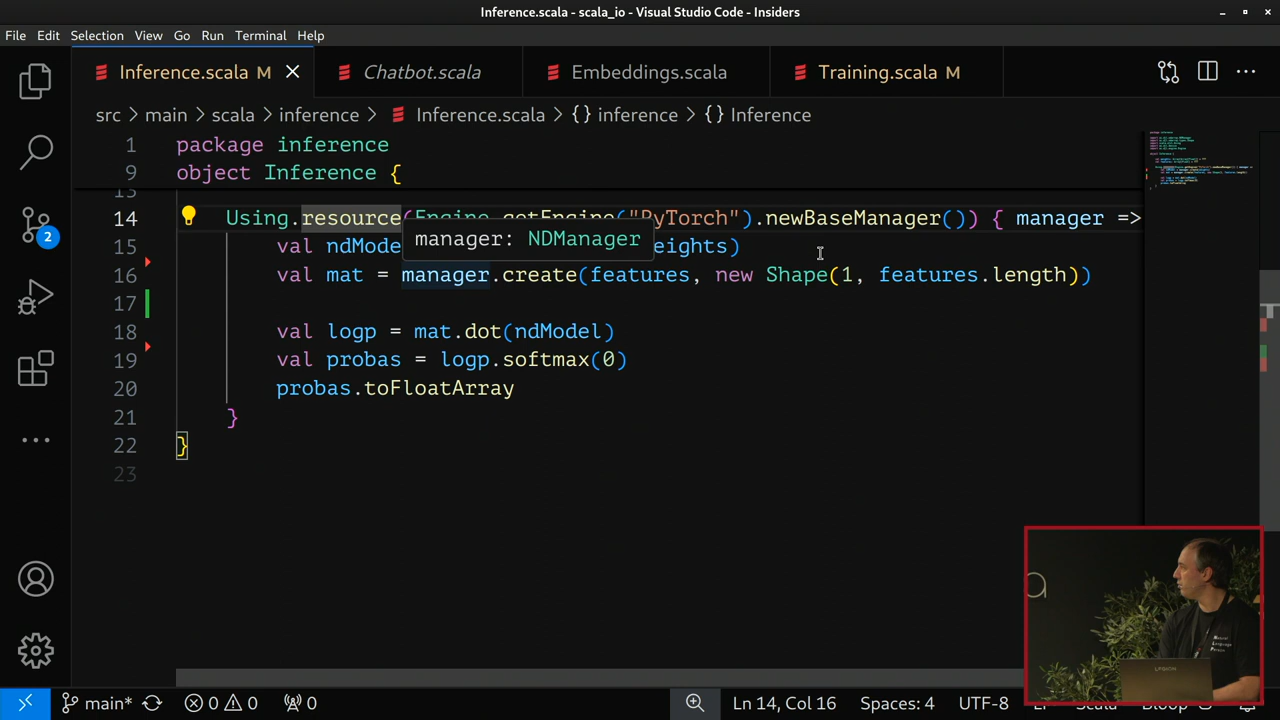 Inference.scala - scala_io - Visual Studio Code - Insiders
File Edit Selection View Go Run Terminal Help
Inference.scala M Chatbot.scala Embeddings.scala Training.scala M
src > main > scala > inference > Inference.scala > {} inference > {} Inference
1 package inference
9 object Inference {
13
14 Using.resource(Engine.getEngine("PyTorch").newBaseManager()) { manager =>
manager: NDManager
15 val ndMode eights)
16 val mat = manager.create(features, new Shape(1, features.length))
17
18 val logp = mat.dot(ndModel)
19 val probas = logp.softmax(0)
20 probas.toFloatArray
21 }
22 }
23
2
main* 0 0 0 Ln 14, Col 16 Spaces: 4 UTF-8
Natural
Language